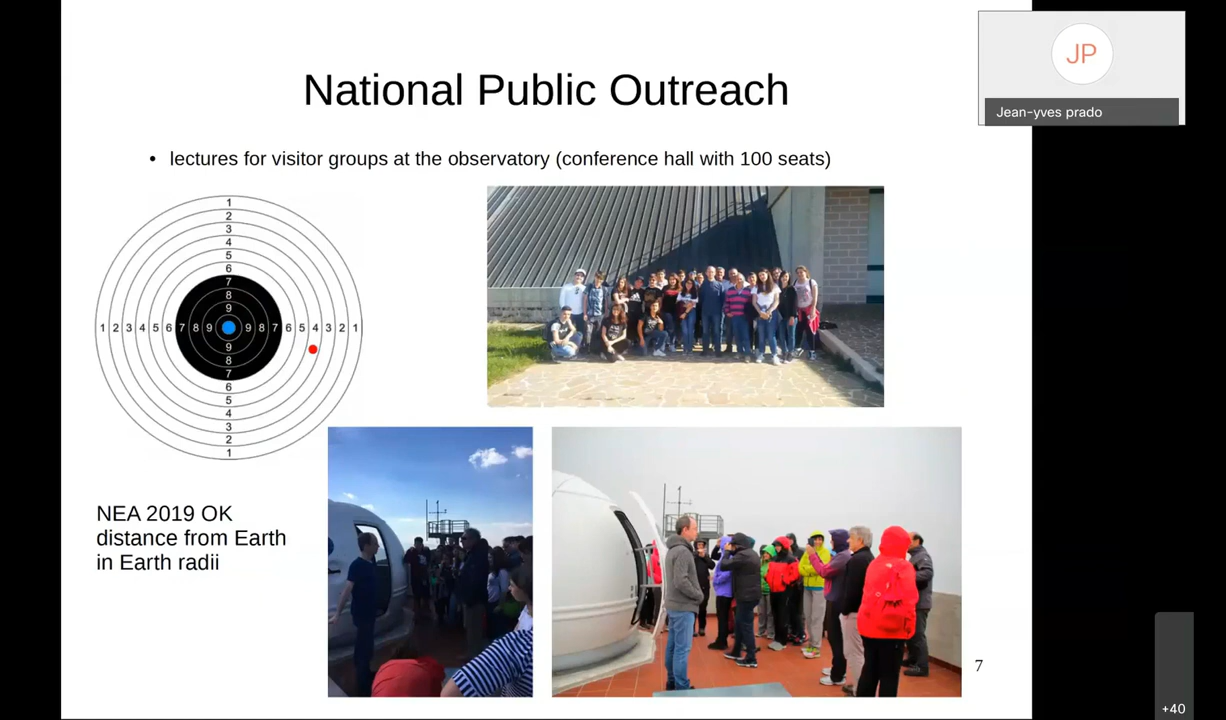 National Public Outreach
JP
Jean-yves prado
• lectures for visitor groups at the observatory (conference hall with 100 seats)
1
2
3
4
5
6
7
8
9
1 2 3 4 5 6 7 8 9 9 8 7 6 5 4 3 2 1
9
8
7
6
5
4
3
2
1
NEA 2019 OK
distance from Earth
in Earth radii
7
+40